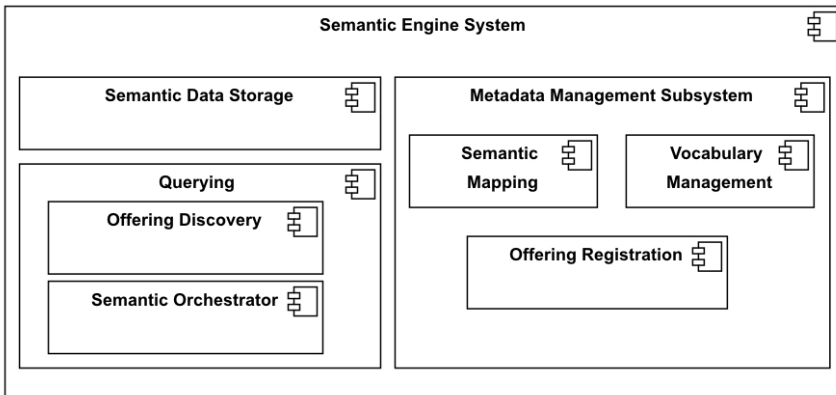 Semantic Engine System
Semantic Data Storage
Querying
Offering Discovery
Semantic Orchestrator
Metadata Management Subsystem
Semantic
Mapping
Vocabulary
Management
Offering Registration